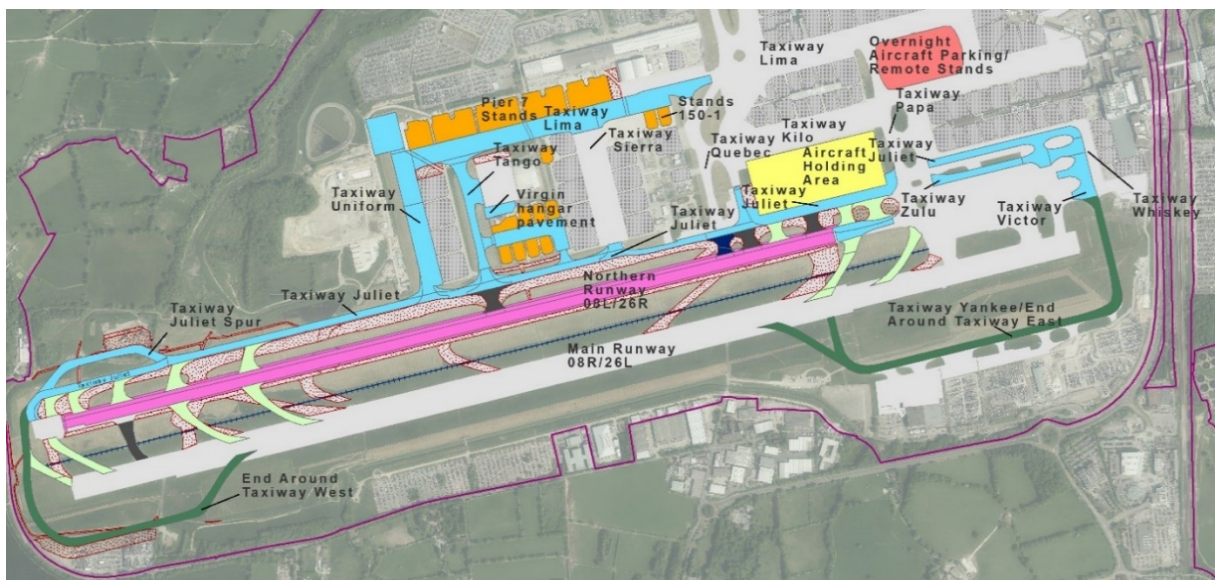 Taxiway
Lima
Overnight
Aircraft Parking/
Remote Stands
Pier 7
Stands
Taxiway
Lima
Stands
150-1
Taxiway
Papa
Taxiway
Sierra
Taxiway
Tango
Taxiway
Quebec
Taxiway
Kilo
Aircraft
Holding
Area
Taxiway
Juliet
Taxiway
Uniform
Virgin
hangar
pavement
Taxiway
Juliet
Taxiway
Juliet
Taxiway
Zulu
Taxiway
Victor
Taxiway
Whiskey
Taxiway Juliet
Northern
Runway
08L/26R
Taxiway
Juliet Spur
Taxiway Yankee/End
Around Taxiway East
Main Runway
08R/26L
End Around
Taxiway West